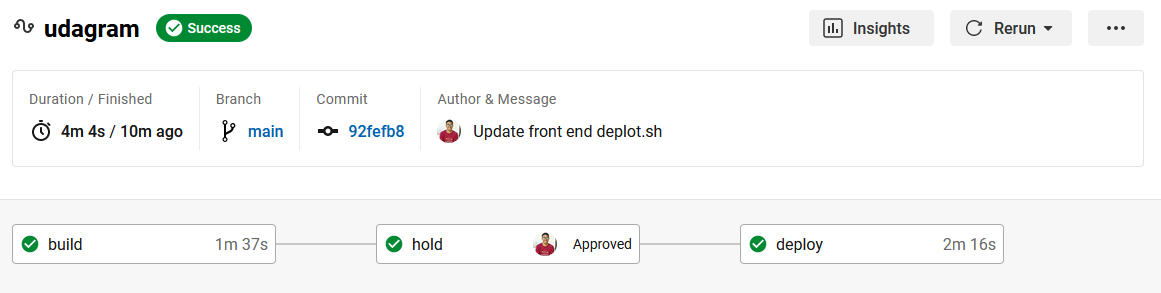 udagram Success Insights Rerun
Duration / Finished Branch Commit Author & Message
4m 4s / 10m ago main 92fefb8 Update front end deplot.sh
build 1m 37s hold Approved deploy 2m 16s